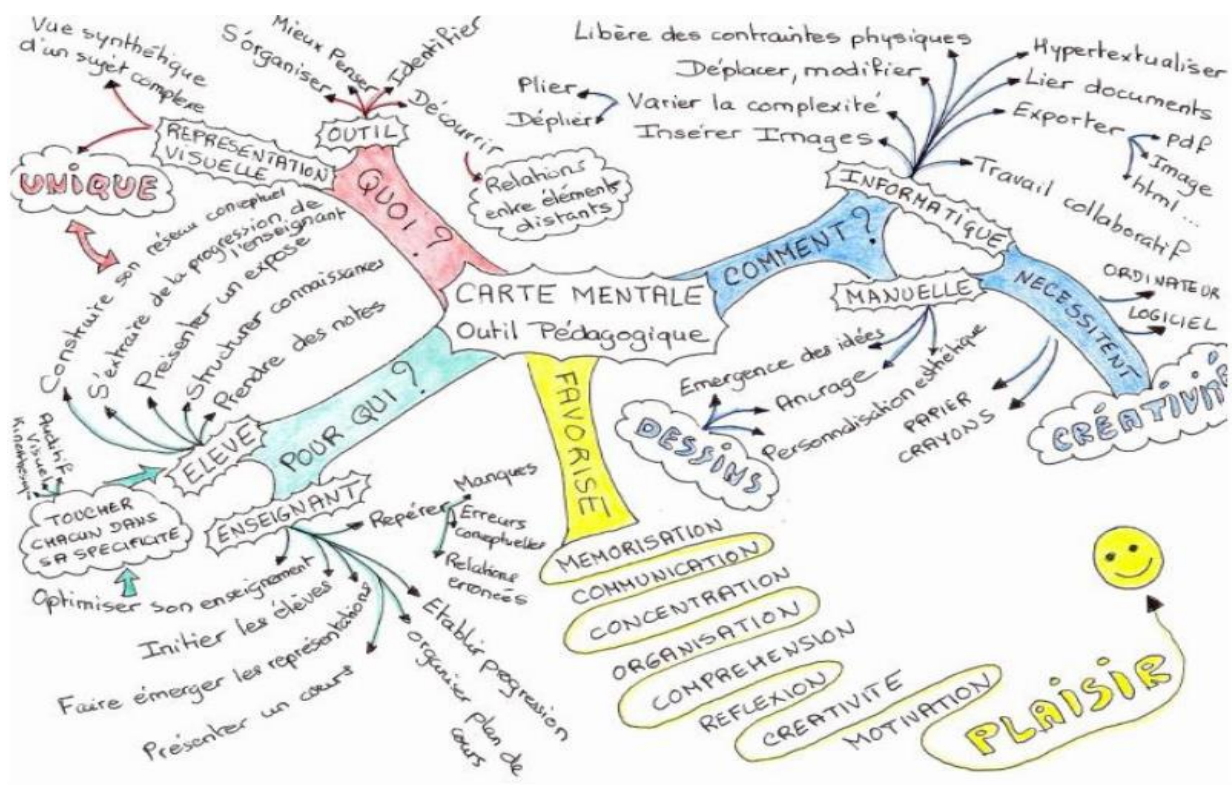 CARTE MENTALE
Outil Pédagogique
QUOI ?
REPRESENTATION
VISUELLE
Vue synthétique
d'un sujet complexe
UNIQUE
OUTIL
S'organiser
Mieux Penser
Identifier
Découvrir
Relations
entre éléments
distants
COMMENT ?
INFORMATIQUE
Libère des contraintes physiques
Déplacer, modifier
Varier la complexité
Plier
Déplier
Insérer Images
Hypertextualiser
Lier documents
Exporter
pdf
Image
html ...
Travail collaboratif
MANUELLE
Emergence des idées
Ancrage
Personnalisation esthétique
DESSINS
NECESSITENT
ORDINATEUR
LOGICIEL
PAPIER
CRAYONS
CRÉATIVITÉ
FAVORISE
MEMORISATION
COMMUNICATION
CONCENTRATION
ORGANISATION
COMPREHENSION
REFLEXION
CREATIVITE
MOTIVATION
PLAISIR
POUR QUI ?
ELEVE
Construire son réseau conceptuel
S'extraire de la progression de
l'enseignant
Présenter un exposé
Structurer connaissances
Prendre des notes
Auditif
Visuel
TOUCHER
CHACUN DANS
SA SPECIFICITE
ENSEIGNANT
Repérer
Manques
Erreurs
conceptuelles
Relations
erronées
Optimiser son enseignement
Initier les élèves
Faire émerger les représentations
Présenter un cours
organiser plan de
cours
Etablir progression